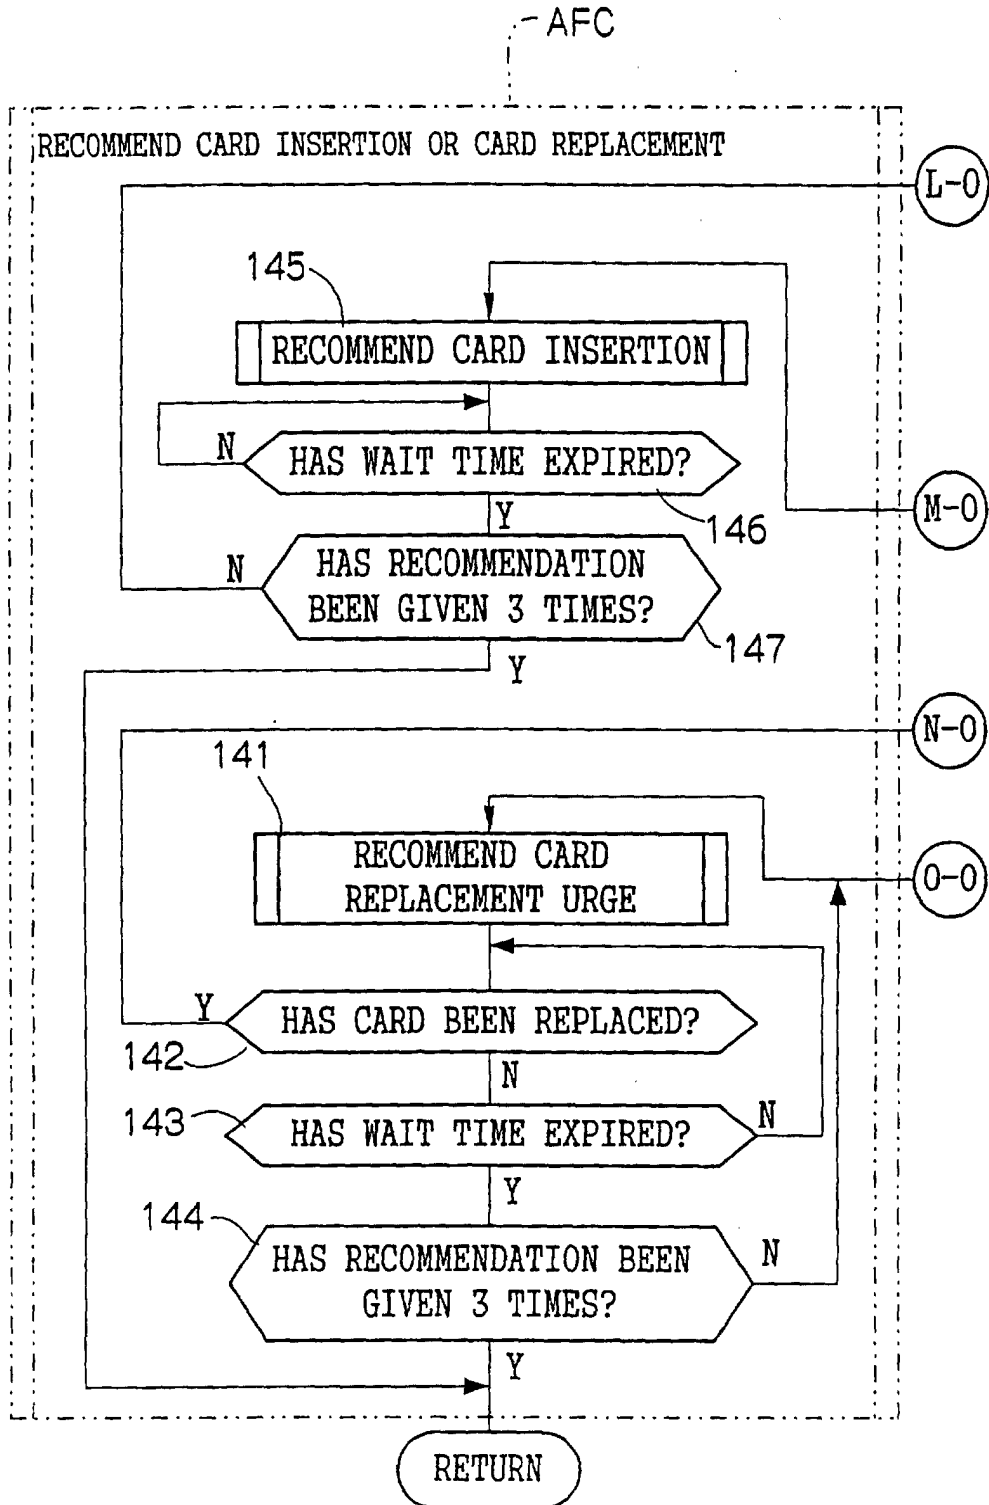 AFC
RECOMMEND CARD INSERTION OR CARD REPLACEMENT
L-0
145
RECOMMEND CARD INSERTION
N
HAS WAIT TIME EXPIRED?
Y
146
M-0
N
HAS RECOMMENDATION
BEEN GIVEN 3 TIMES?
147
Y
N-0
141
RECOMMEND CARD
REPLACEMENT URGE
O-0
Y
HAS CARD BEEN REPLACED?
142
N
143
HAS WAIT TIME EXPIRED?
N
Y
144
HAS RECOMMENDATION BEEN
GIVEN 3 TIMES?
N
Y
RETURN